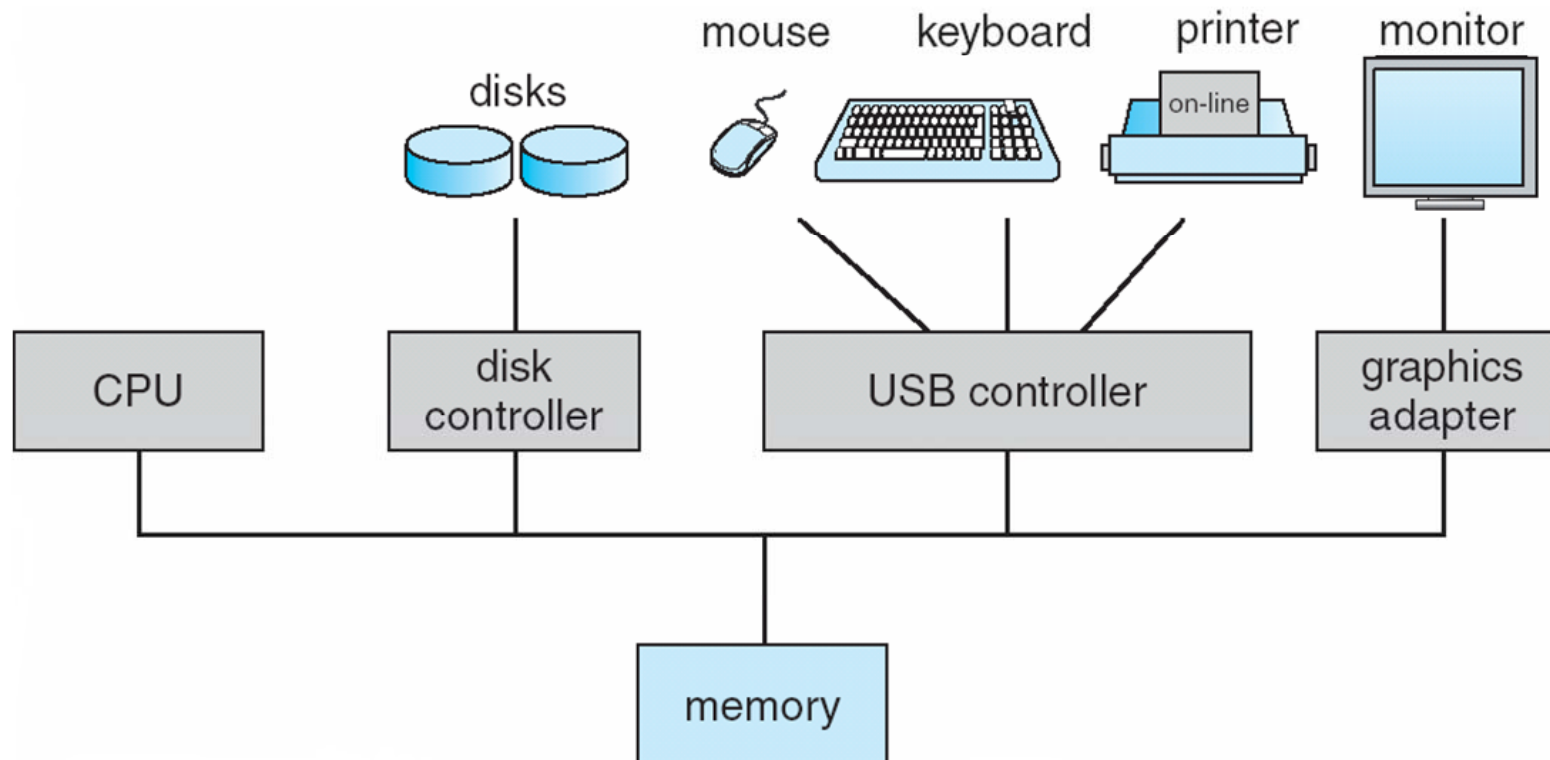 mouse
keyboard
printer
monitor
disks
on-line
CPU
disk
controller
USB controller
graphics
adapter
memory